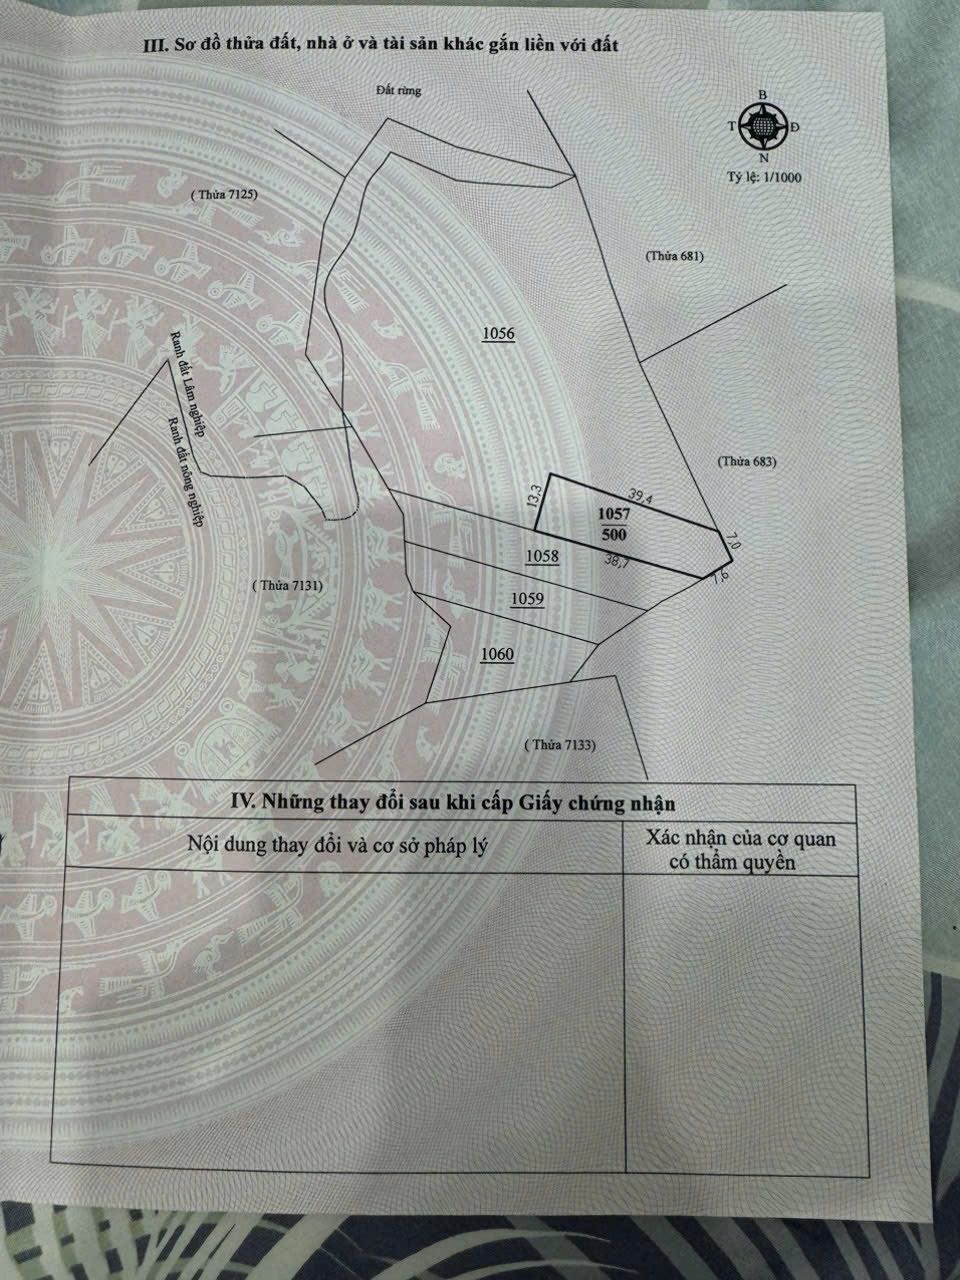 III. Sơ đồ thửa đất, nhà ở và tài sản khác gắn liền với đất
Đất rừng
B
T
Đ
N
Tỷ lệ: 1/1000
( Thửa 7125)
(Thửa 681)
1056
Ranh đất Lâm nghiệp
Ranh đất nông nghiệp
(Thửa 683)
13,3
39,4
1057
500
7,0
1058
38,7
7,6
( Thửa 7131)
1059
1060
( Thửa 7133)
IV. Những thay đổi sau khi cấp Giấy chứng nhận
Nội dung thay đổi và cơ sở pháp lý
Xác nhận của cơ quan
có thẩm quyền